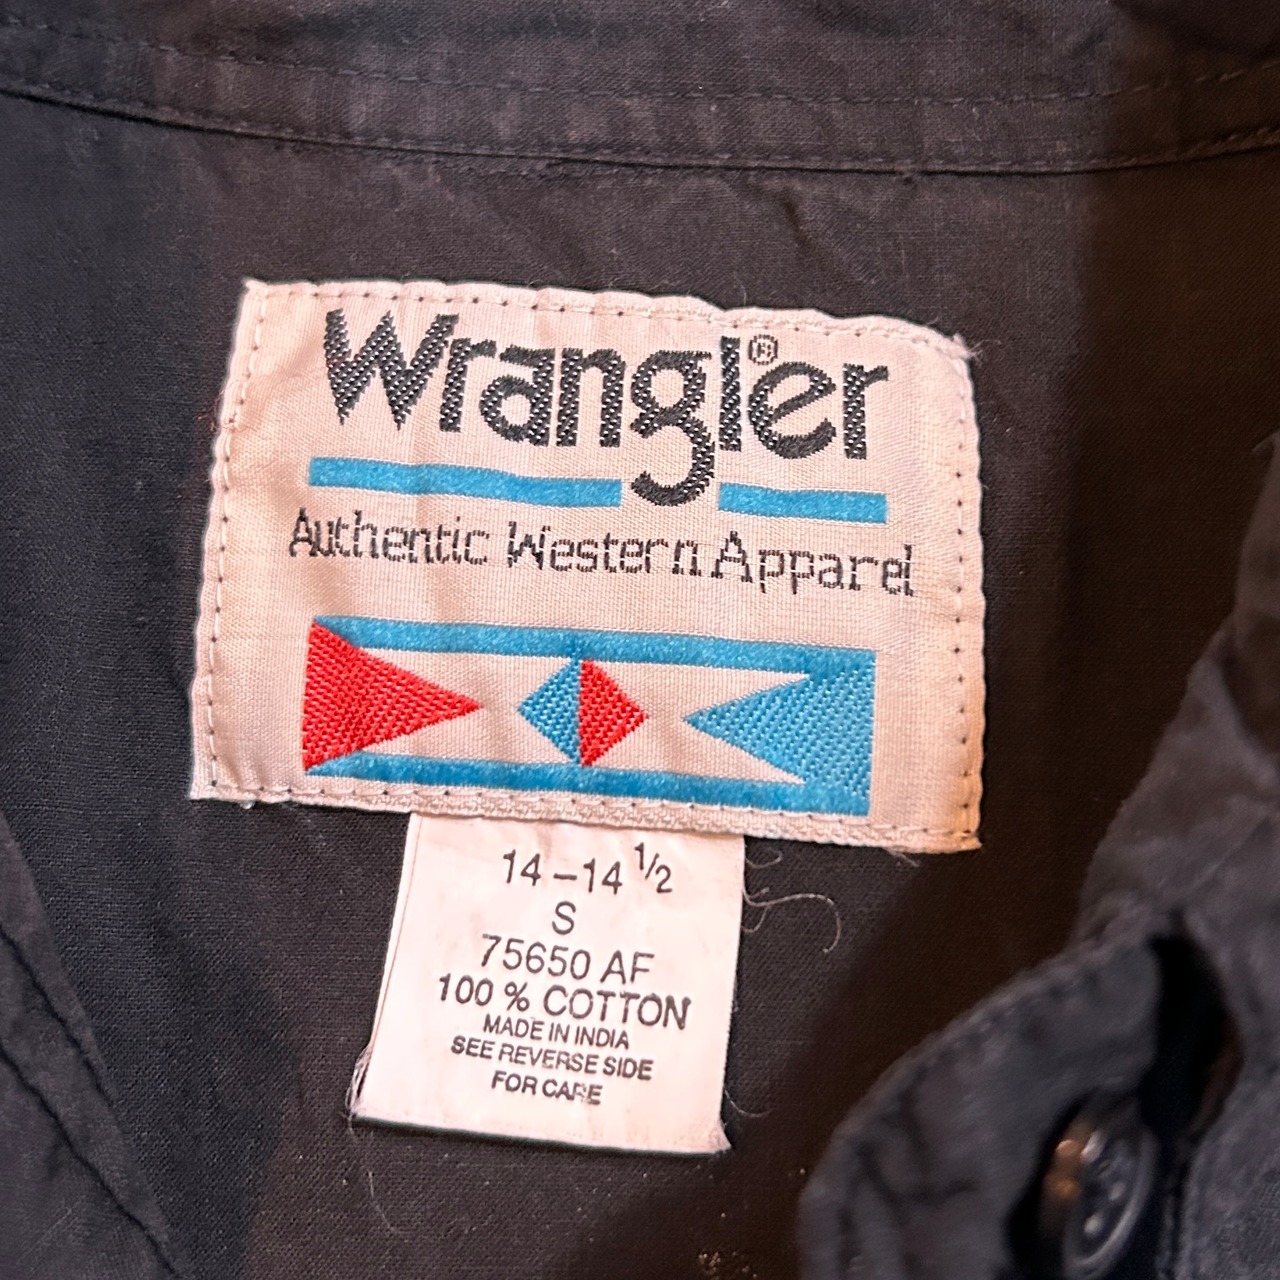 Wrangler®
Authentic Western Apparel
14-14 1/2
S
75650 AF
100 % COTTON
MADE IN INDIA
SEE REVERSE SIDE
FOR CARE